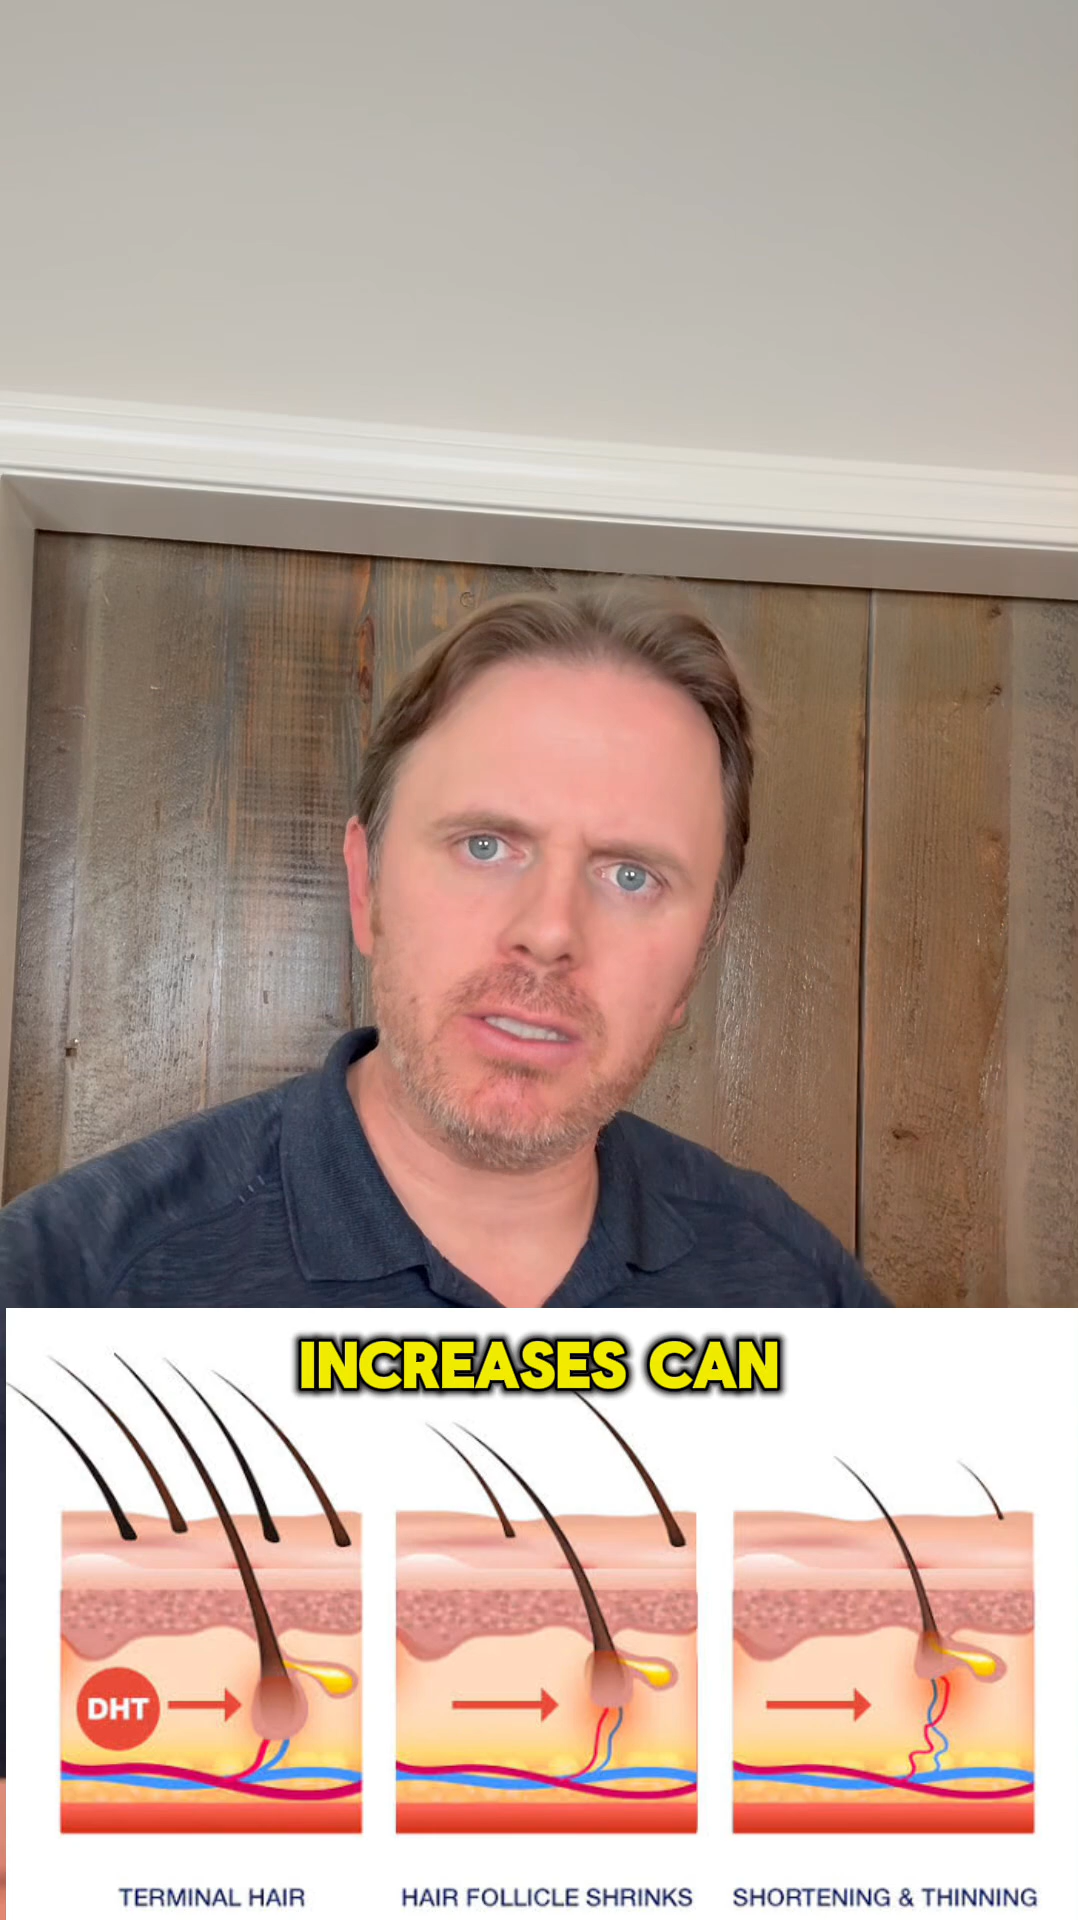 INCREASES CAN
DHT
TERMINAL HAIR
HAIR FOLLICLE SHRINKS
SHORTENING & THINNING